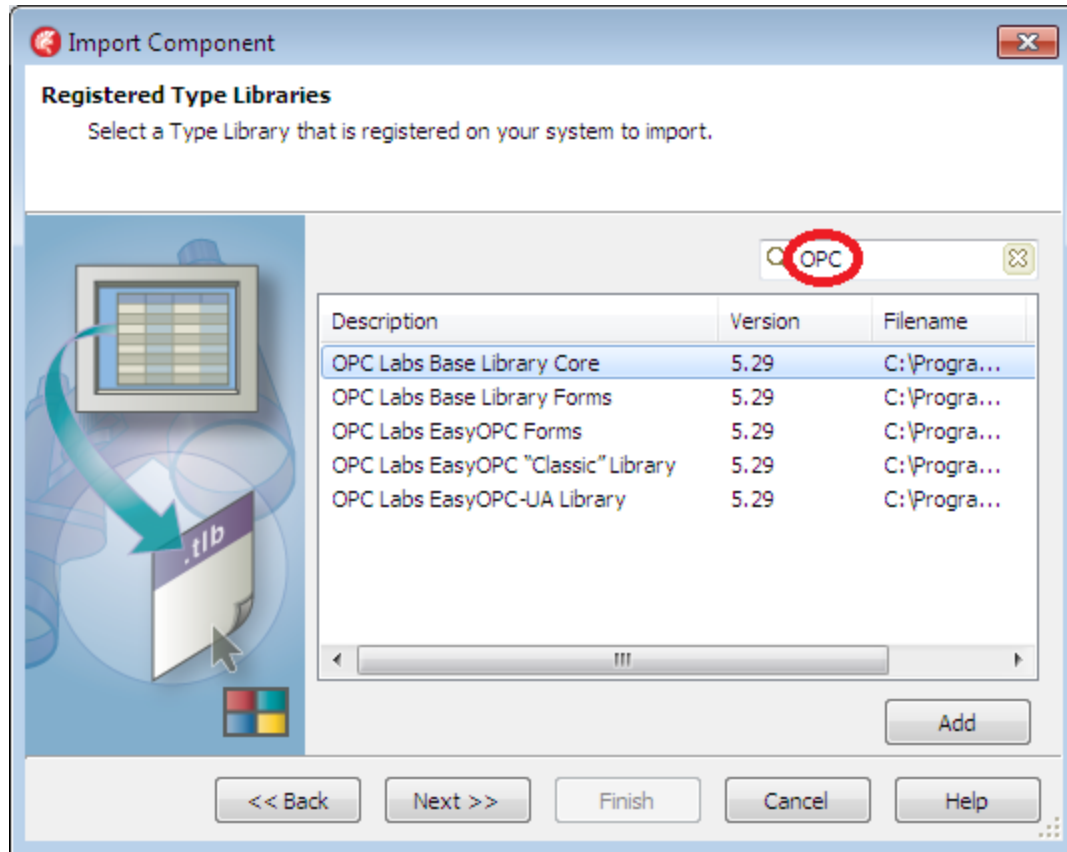 Import Component
Registered Type Libraries
Select a Type Library that is registered on your system to import.
OPC
Description Version Filename
OPC Labs Base Library Core 5.29 C:\Progra...
OPC Labs Base Library Forms 5.29 C:\Progra...
OPC Labs EasyOPC Forms 5.29 C:\Progra...
OPC Labs EasyOPC "Classic" Library 5.29 C:\Progra...
OPC Labs EasyOPC-UA Library 5.29 C:\Progra...
.tlb
Add
<< Back Next >> Finish Cancel Help